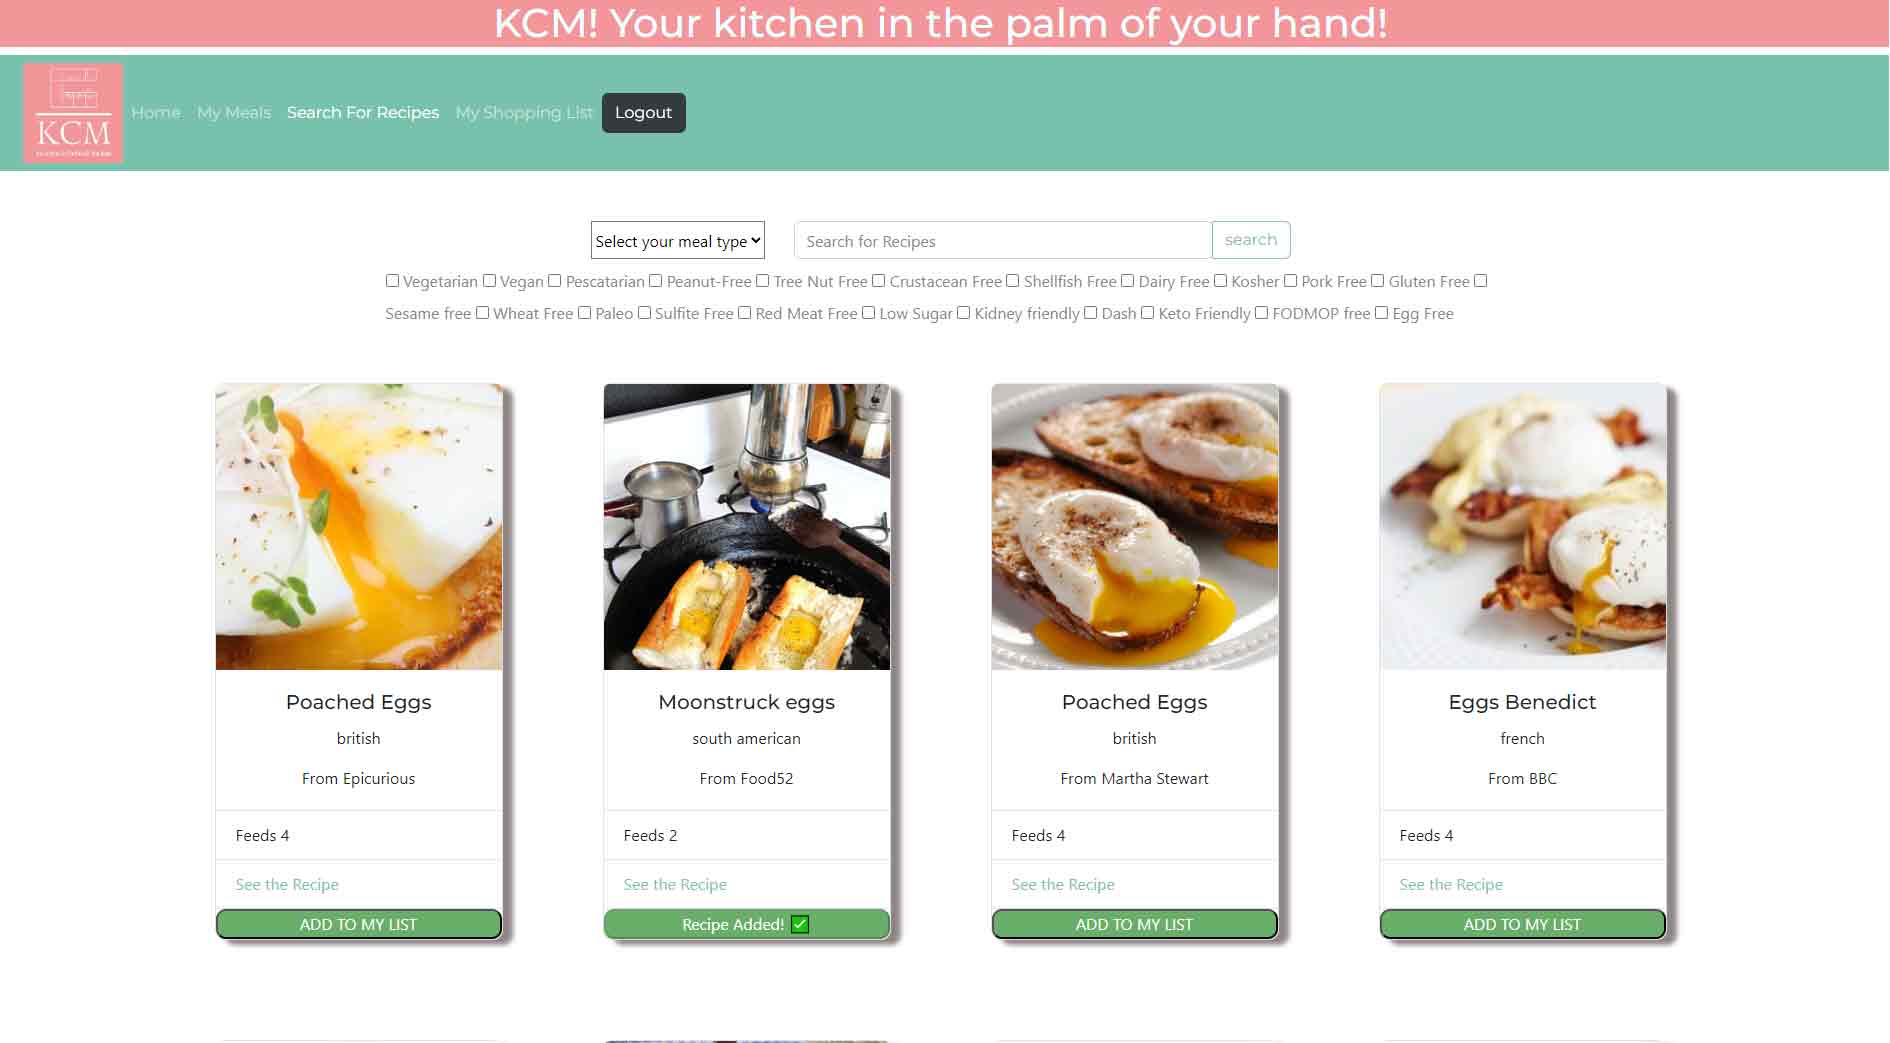 KCM! Your kitchen in the palm of your hand!
KCM
Home My Meals Search For Recipes My Shopping List Logout
Select your meal type Search for Recipes search
Vegetarian Vegan Pescatarian Peanut-Free Tree Nut Free Crustacean Free Shellfish Free Dairy Free Kosher Pork Free Gluten Free
Sesame free Wheat Free Paleo Sulfite Free Red Meat Free Low Sugar Kidney friendly Dash Keto Friendly FODMOP free Egg Free
Poached Eggs
british
From Epicurious
Feeds 4
See the Recipe
ADD TO MY LIST
Moonstruck eggs
south american
From Food52
Feeds 2
See the Recipe
Recipe Added! ✅
Poached Eggs
british
From Martha Stewart
Feeds 4
See the Recipe
ADD TO MY LIST
Eggs Benedict
french
From BBC
Feeds 4
See the Recipe
ADD TO MY LIST